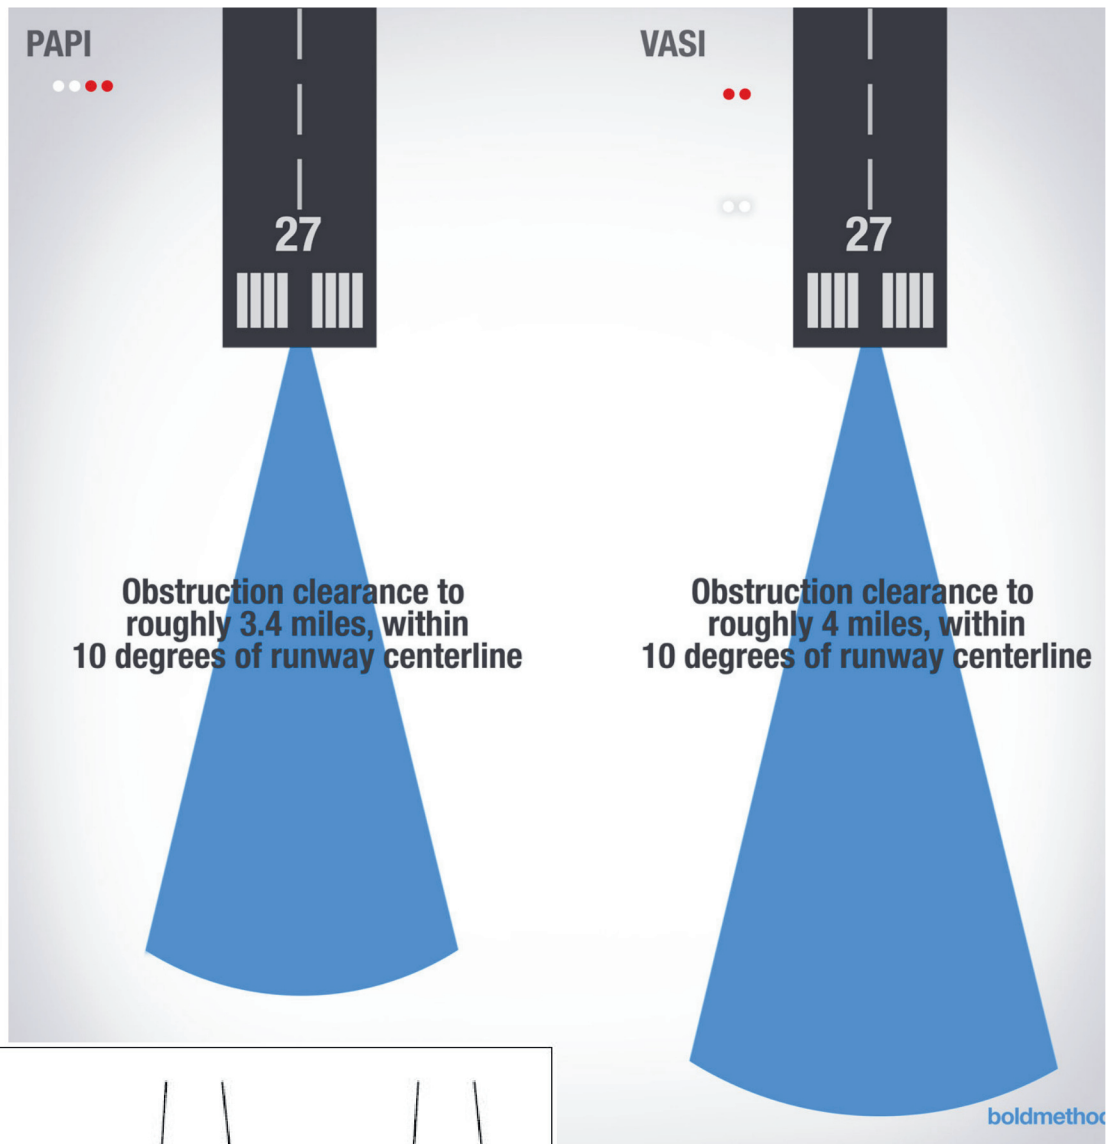 PAPI
VASI
27
27
Obstruction clearance to
roughly 3.4 miles, within
10 degrees of runway centerline
Obstruction clearance to
roughly 4 miles, within
10 degrees of runway centerline
boldmethod